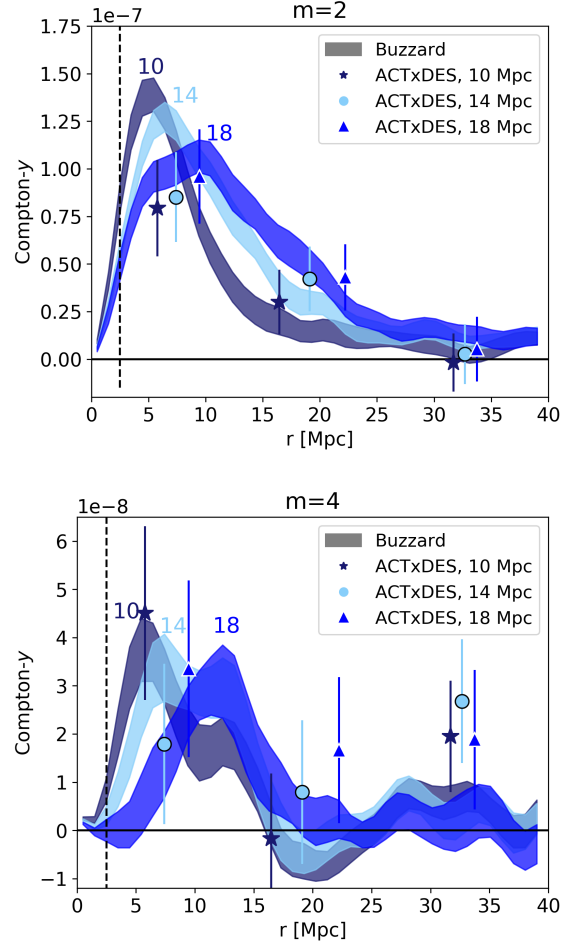 m=2
1e−7
Buzzard
ACTxDES, 10 Mpc
ACTxDES, 14 Mpc
ACTxDES, 18 Mpc
10
14
18
1.75
1.50
1.25
1.00
0.75
0.50
0.25
0.00
Compton-y
0 5 10 15 20 25 30 35 40
r [Mpc]
m=4
1e−8
Buzzard
ACTxDES, 10 Mpc
ACTxDES, 14 Mpc
ACTxDES, 18 Mpc
10
14
18
6
5
4
3
2
1
0
−1
Compton-y
0 5 10 15 20 25 30 35 40
r [Mpc]